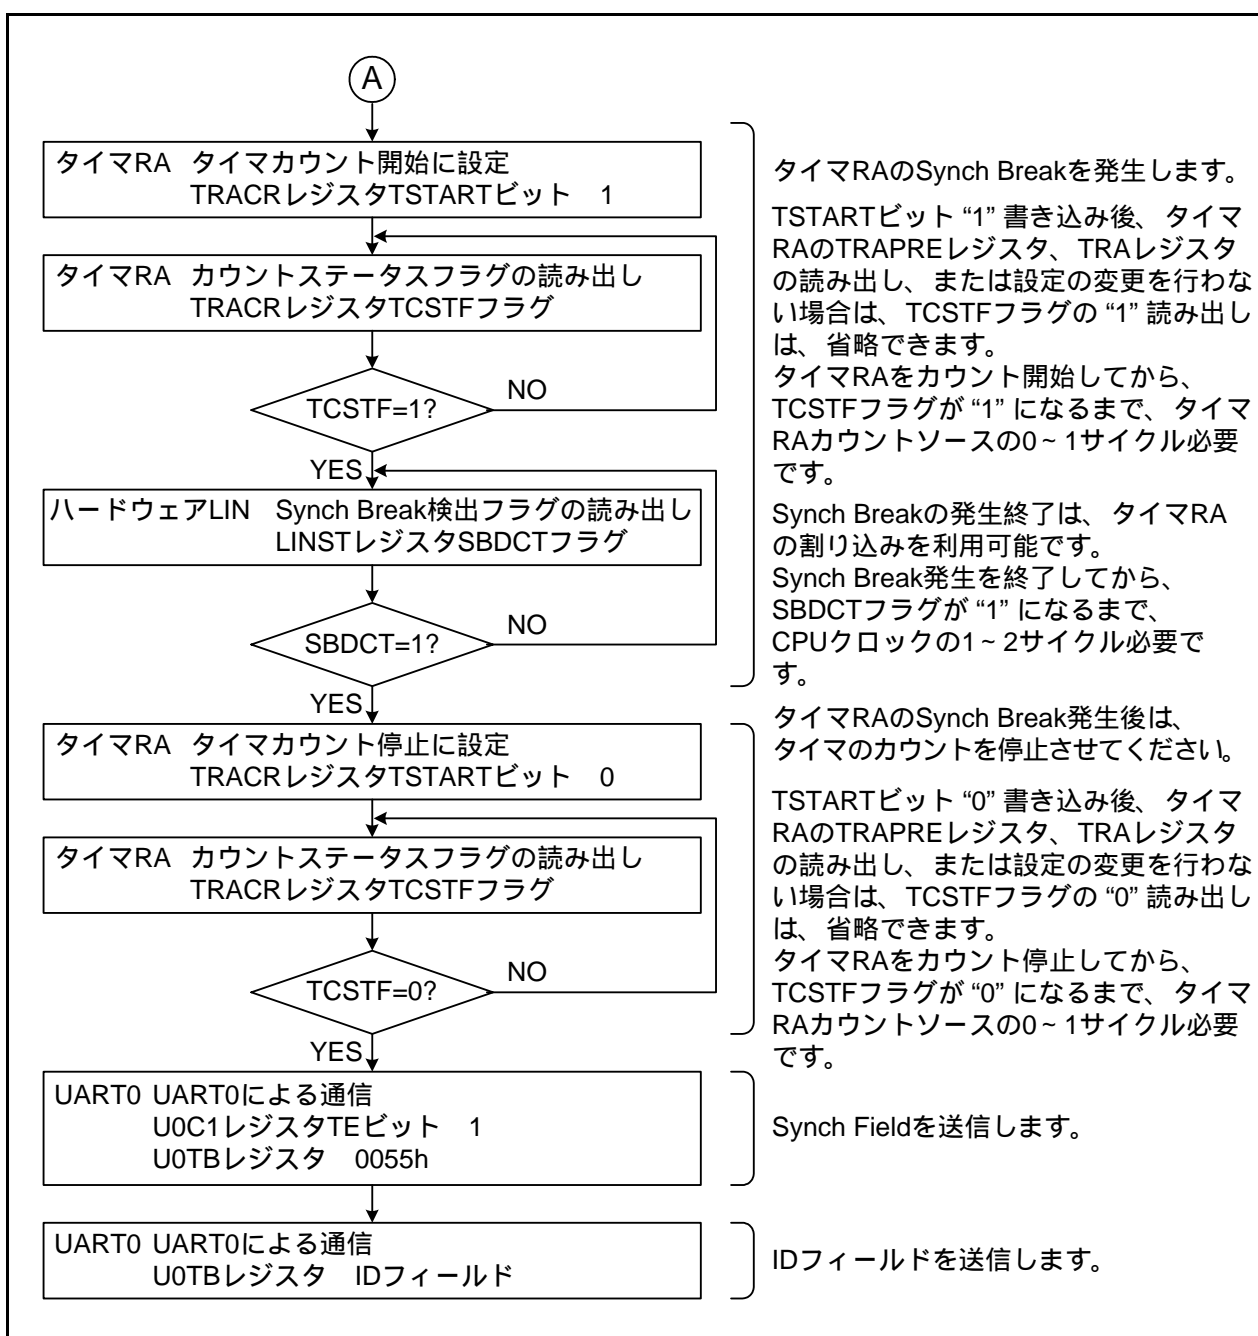 A
タイマRA タイマカウント開始に設定
TRACRレジスタTSTARTビット 1
タイマRA カウントステータスフラグの読み出し
TRACRレジスタTCSTFフラグ
TCSTF=1?
NO
YES
ハードウェアLIN Synch Break検出フラグの読み出し
LINSTレジスタSBDCTフラグ
SBDCT=1?
NO
YES
タイマRAのSynch Breakを発生します。
TSTARTビット “1” 書き込み後、タイマ
RAのTRAPREレジスタ、TRAレジスタ
の読み出し、または設定の変更を行わな
い場合は、TCSTFフラグの “1” 読み出し
は、省略できます。
タイマRAをカウント開始してから、
TCSTFフラグが “1” になるまで、タイマ
RAカウントソースの0~1サイクル必要
です。
Synch Breakの発生終了は、タイマRA
の割り込みを利用可能です。
Synch Break発生を終了してから、
SBDCTフラグが “1” になるまで、
CPUクロックの1~2サイクル必要で
す。
タイマRA タイマカウント停止に設定
TRACRレジスタTSTARTビット 0
タイマRA カウントステータスフラグの読み出し
TRACRレジスタTCSTFフラグ
TCSTF=0?
NO
YES
タイマRAのSynch Break発生後は、
タイマのカウントを停止させてください。
TSTARTビット “0” 書き込み後、タイマ
RAのTRAPREレジスタ、TRAレジスタ
の読み出し、または設定の変更を行わな
い場合は、TCSTFフラグの “0” 読み出し
は、省略できます。
タイマRAをカウント停止してから、
TCSTFフラグが “0” になるまで、タイマ
RAカウントソースの0~1サイクル必要
です。
UART0 UART0による通信
U0C1レジスタTEビット 1
U0TBレジスタ 0055h
Synch Fieldを送信します。
UART0 UART0による通信
U0TBレジスタ IDフィールド
IDフィールドを送信します。